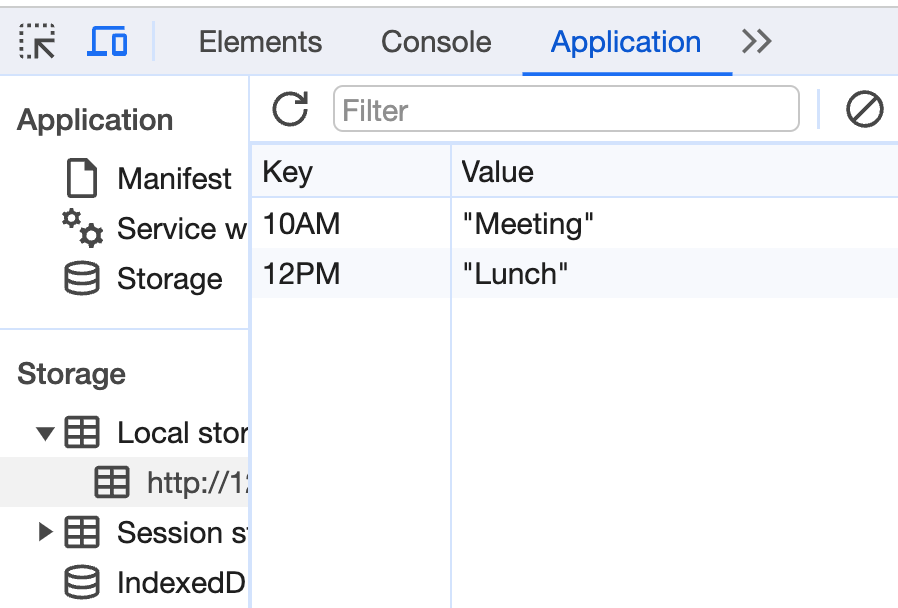 Elements Console Application
Application
Manifest
Service w
Storage
Storage
Local stor
http://12
Session s
IndexedD
Filter
Key Value
10AM "Meeting"
12PM "Lunch"